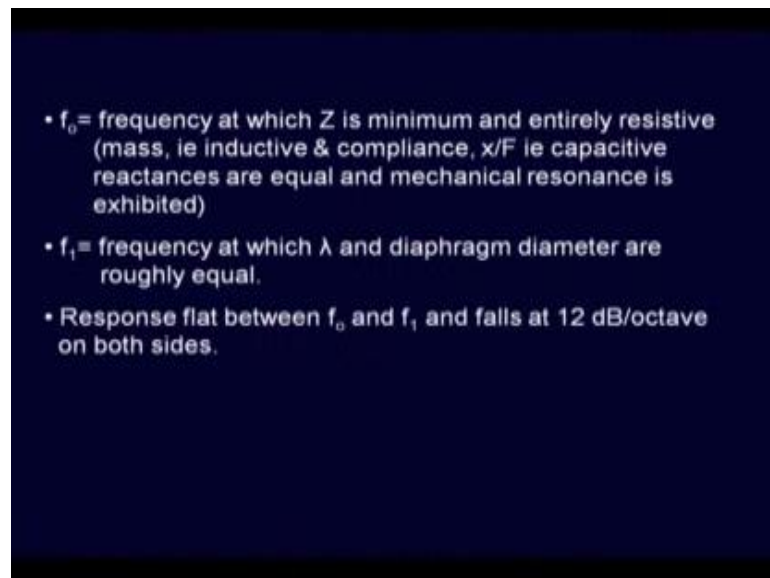 • f₀= frequency at which Z is minimum and entirely resistive
(mass, ie inductive & compliance, x/F ie capacitive
reactances are equal and mechanical resonance is
exhibited)
• f₁= frequency at which λ and diaphragm diameter are
roughly equal.
• Response flat between f₀ and f₁ and falls at 12 dB/octave
on both sides.